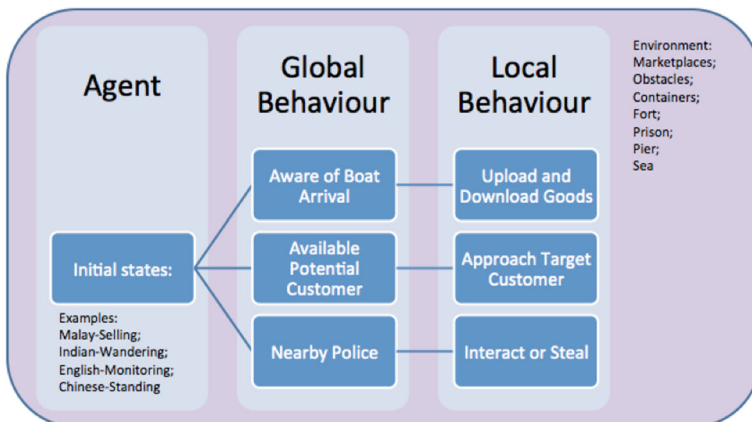 Agent
Initial states:
Examples:
Malay-Selling;
Indian-Wandering;
English-Monitoring;
Chinese-Standing
Global
Behaviour
Aware of Boat
Arrival
Available
Potential
Customer
Nearby Police
Local
Behaviour
Upload and
Download Goods
Approach Target
Customer
Interact or Steal
Environment:
Marketplaces;
Obstacles;
Containers;
Fort;
Prison;
Pier;
Sea